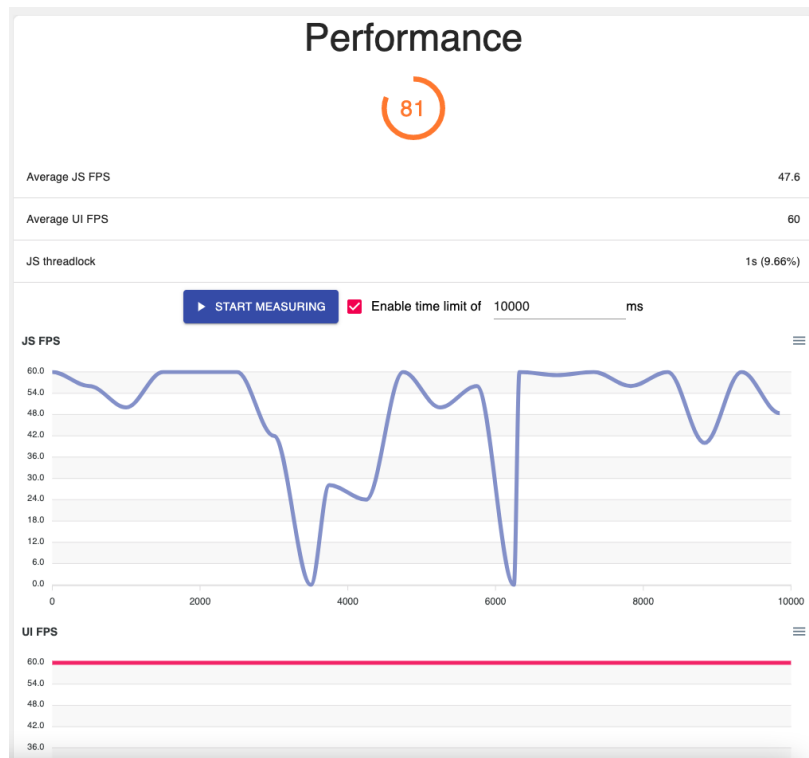 Performance
81
Average JS FPS 47.6
Average UI FPS 60
JS threadlock 1s (9.66%)
START MEASURING Enable time limit of 10000 ms
JS FPS
60.0
54.0
48.0
42.0
36.0
30.0
24.0
18.0
12.0
6.0
0.0
0 2000 4000 6000 8000 10000
UI FPS
60.0
54.0
48.0
42.0
36.0